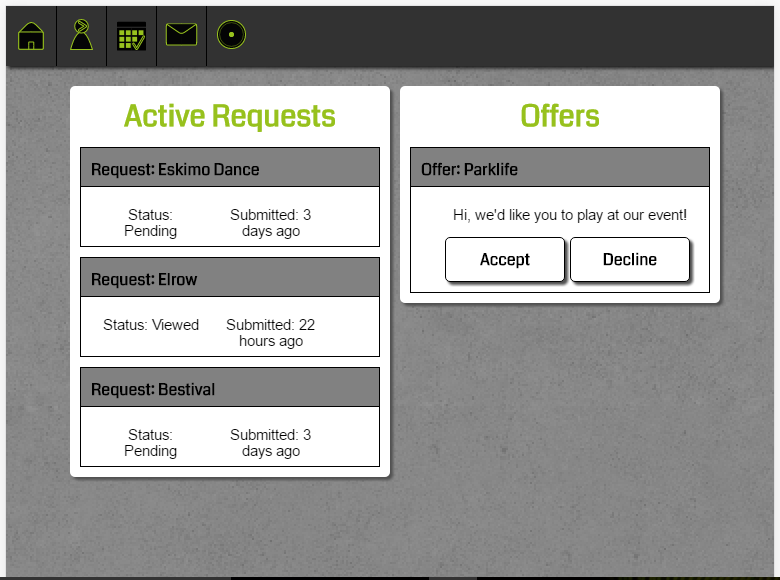 Active Requests
Request: Eskimo Dance
Status: Pending
Submitted: 3 days ago
Request: Elrow
Status: Viewed
Submitted: 22 hours ago
Request: Bestival
Status: Pending
Submitted: 3 days ago
Offers
Offer: Parklife
Hi, we'd like you to play at our event!
Accept
Decline